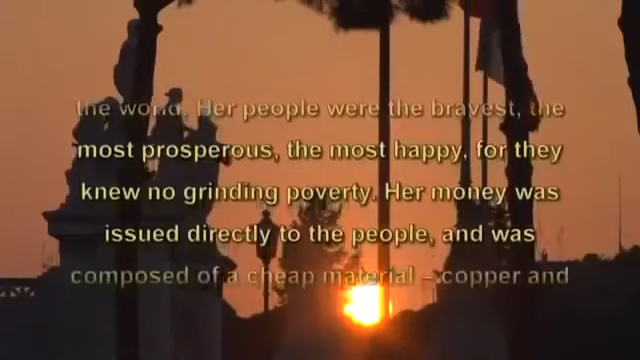 the world. Her people were the bravest, the
most prosperous, the most happy, for they
knew no grinding poverty. Her money was
issued directly to the people, and was
composed of a cheap material – copper and